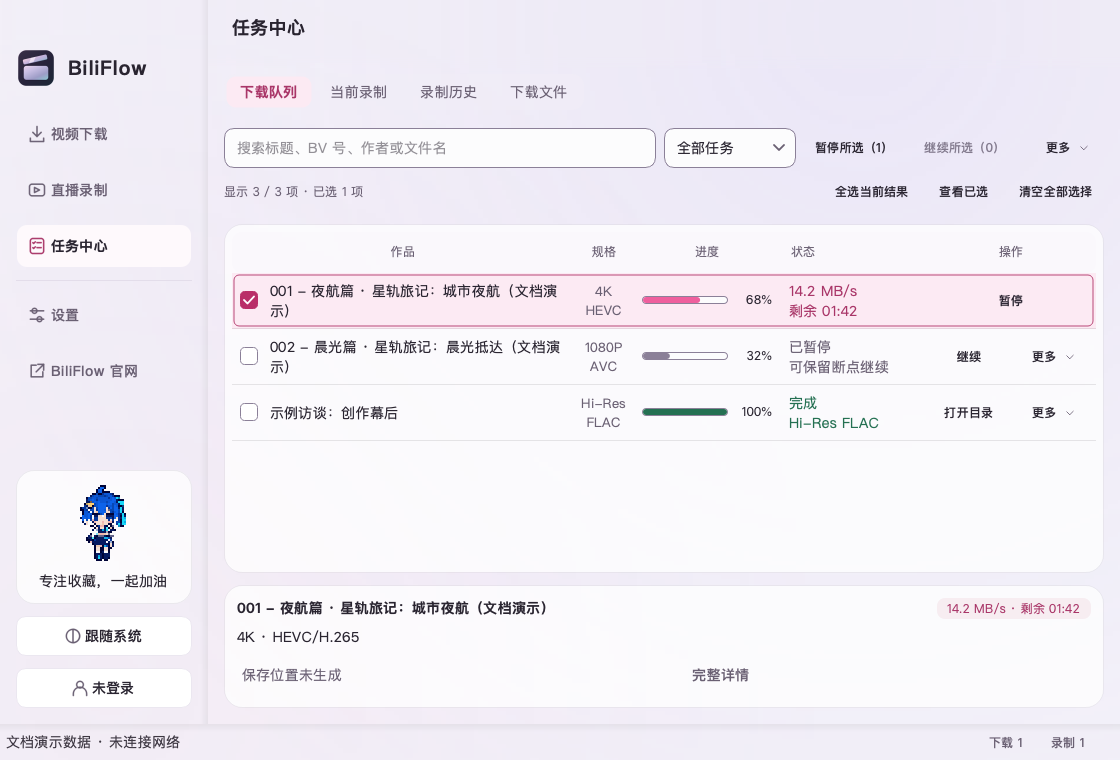 任务中心
BiliFlow
视频下载
直播录制
任务中心
设置
BiliFlow 官网
专注收藏，一起加油
跟随系统
未登录
下载队列 当前录制 录制历史 下载文件
搜索标题、BV 号、作者或文件名 全部任务 暂停所选（1） 继续所选（0） 更多
显示 3 / 3 项 · 已选 1 项 全选当前结果 查看已选 清空全部选择
作品 规格 进度 状态 操作
001 – 夜航篇 · 星轨旅记：城市夜航（文档演
示）
4K
HEVC
68%
14.2 MB/s
剩余 01:42
暂停
002 – 晨光篇 · 星轨旅记：晨光抵达（文档演
示）
1080P
AVC
32%
已暂停
可保留断点继续
继续 更多
示例访谈：创作幕后
Hi-Res
FLAC
100%
完成
Hi-Res FLAC
打开目录 更多
001 – 夜航篇 · 星轨旅记：城市夜航（文档演示） 14.2 MB/s · 剩余 01:42
4K · HEVC/H.265
保存位置未生成 完整详情
文档演示数据 · 未连接网络 下载 1 录制 1